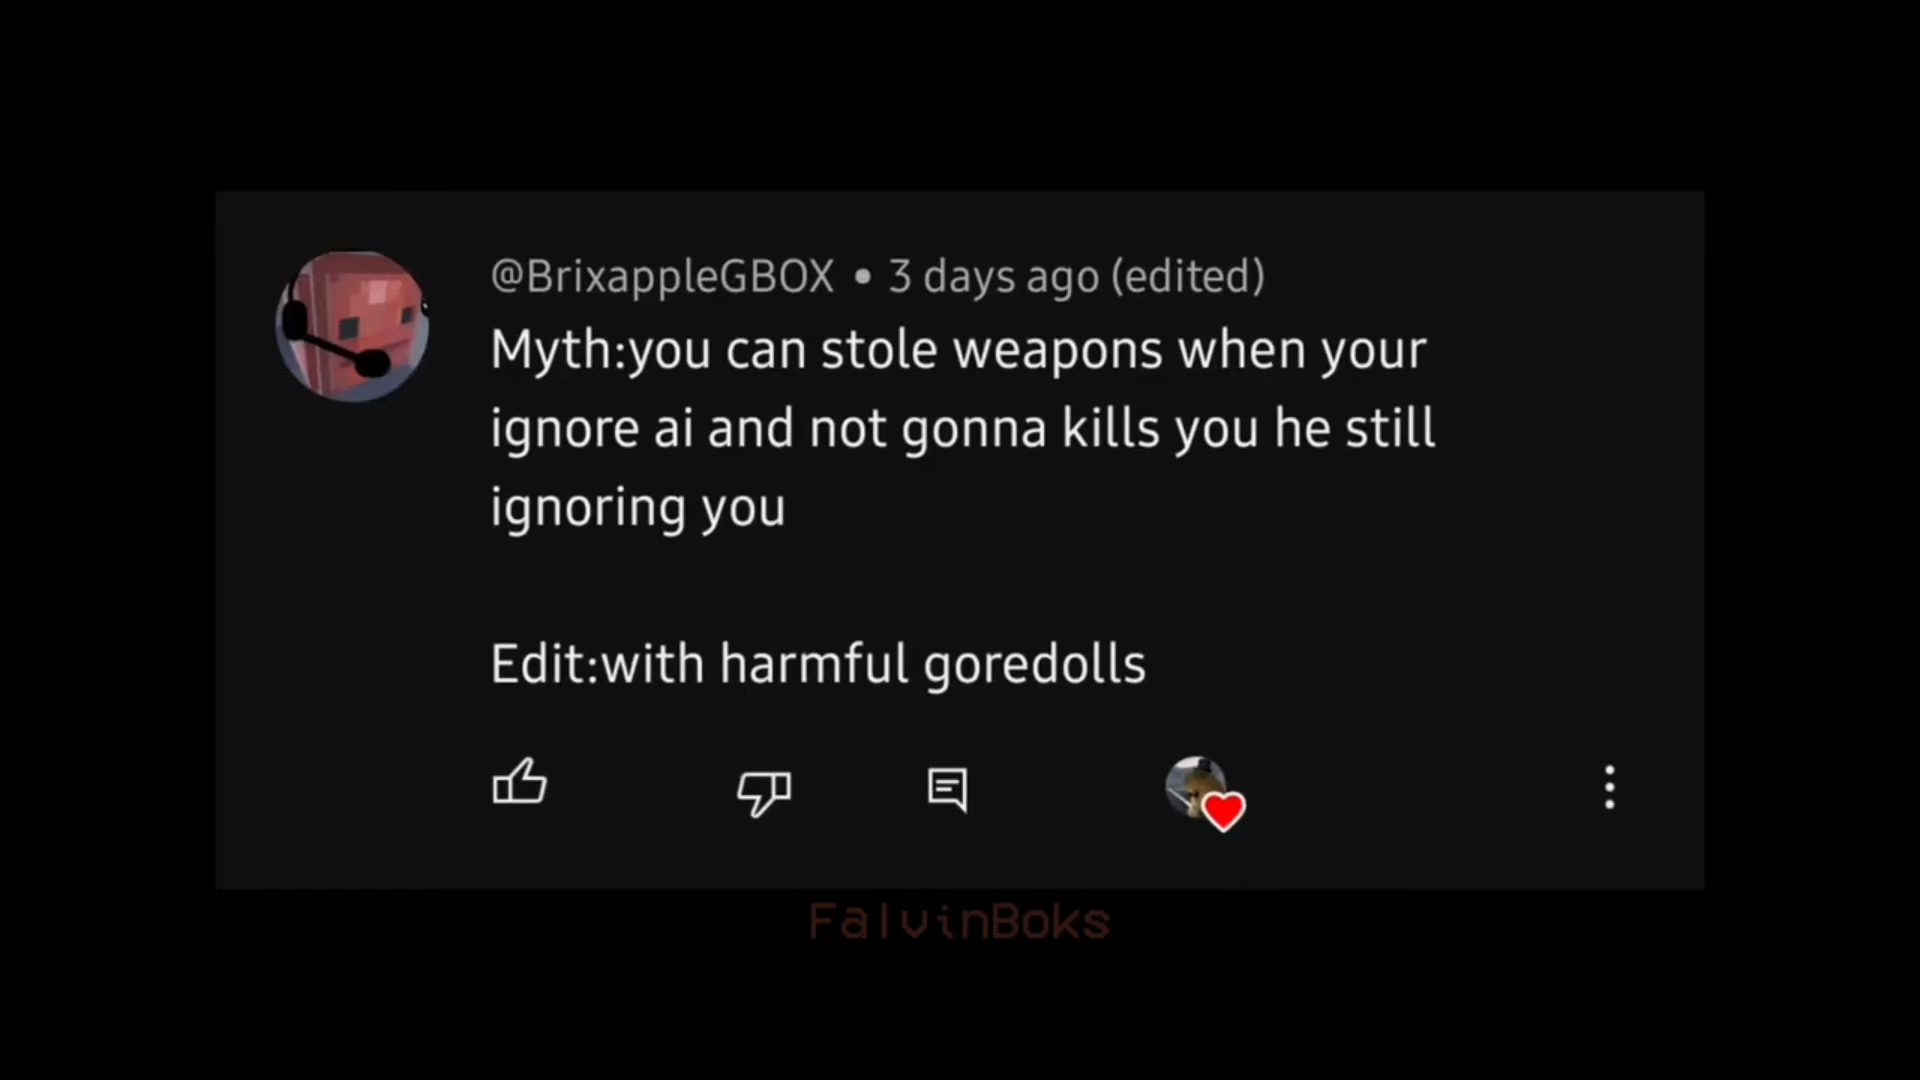 @BrixappleGBOX • 3 days ago (edited)
Myth:you can stole weapons when your
ignore ai and not gonna kills you he still
ignoring you
Edit:with harmful goredolls
FalvinBoks